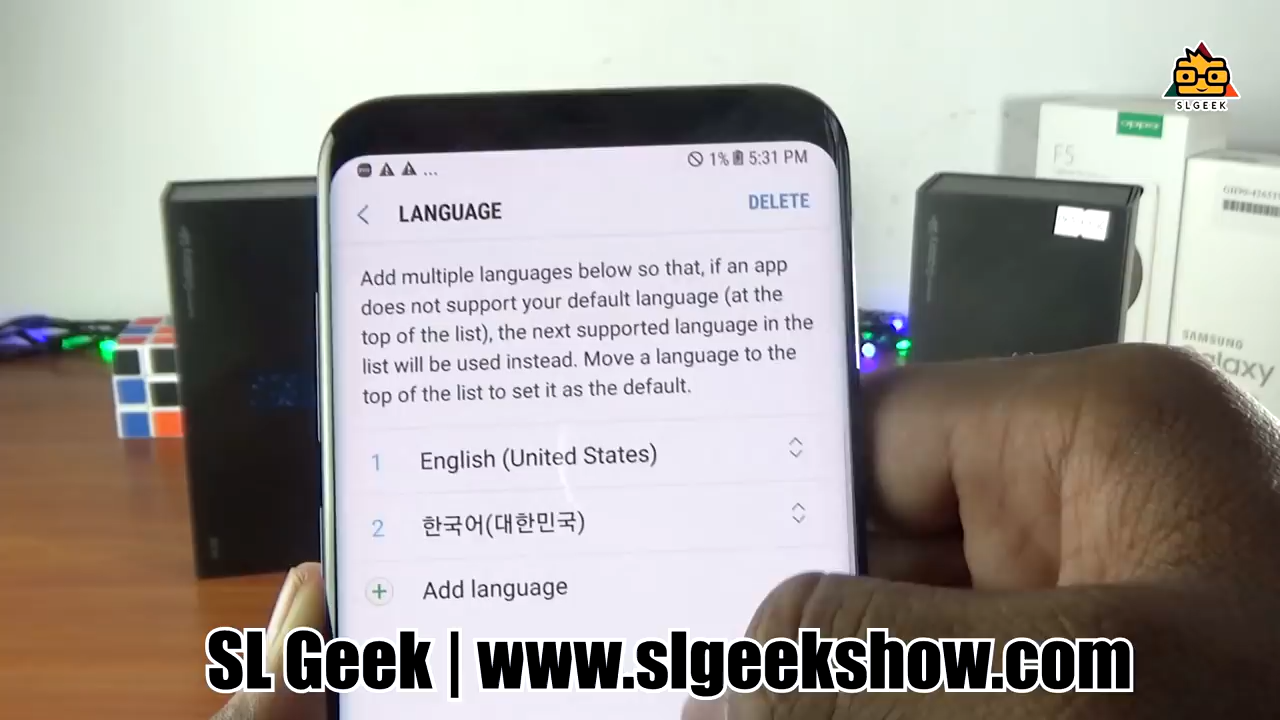 SLGEEK
oppo
F5
1% 5:31 PM
LANGUAGE
DELETE
Add multiple languages below so that, if an app
does not support your default language (at the
top of the list), the next supported language in the
list will be used instead. Move a language to the
top of the list to set it as the default.
1 English (United States)
2 한국어(대한민국)
+ Add language
SAMSUNG
Galaxy
SL Geek | www.slgeekshow.com